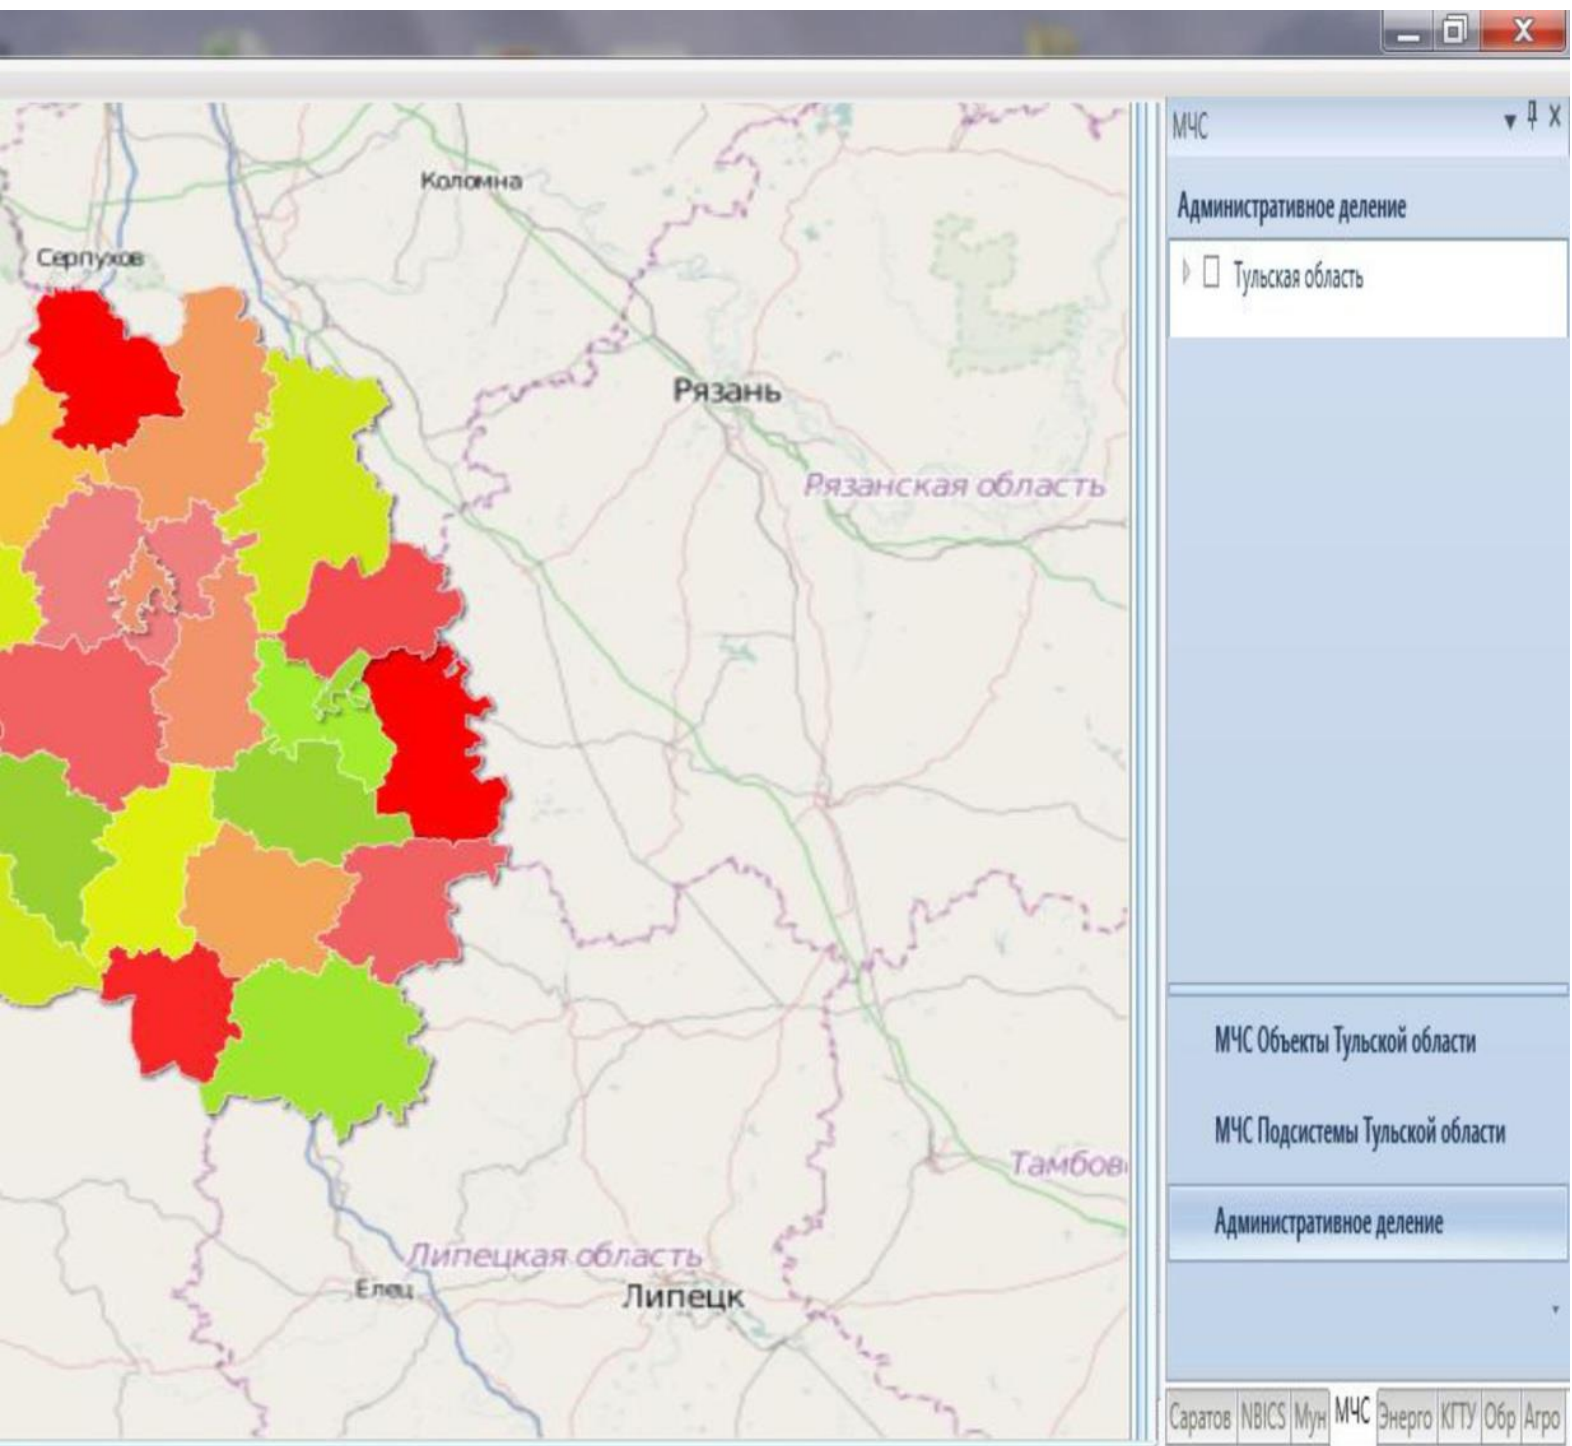 МЧС
Коломна
Административное деление
Серпухов
Тульская область
Рязань
Рязанская область
МЧС Объекты Тульской области
МЧС Подсистемы Тульской области
Тамбов
Административное деление
Липецкая область
Елец
Липецк
Саратов NBICS Мун МЧС Энерго КГТУ Обр Агро